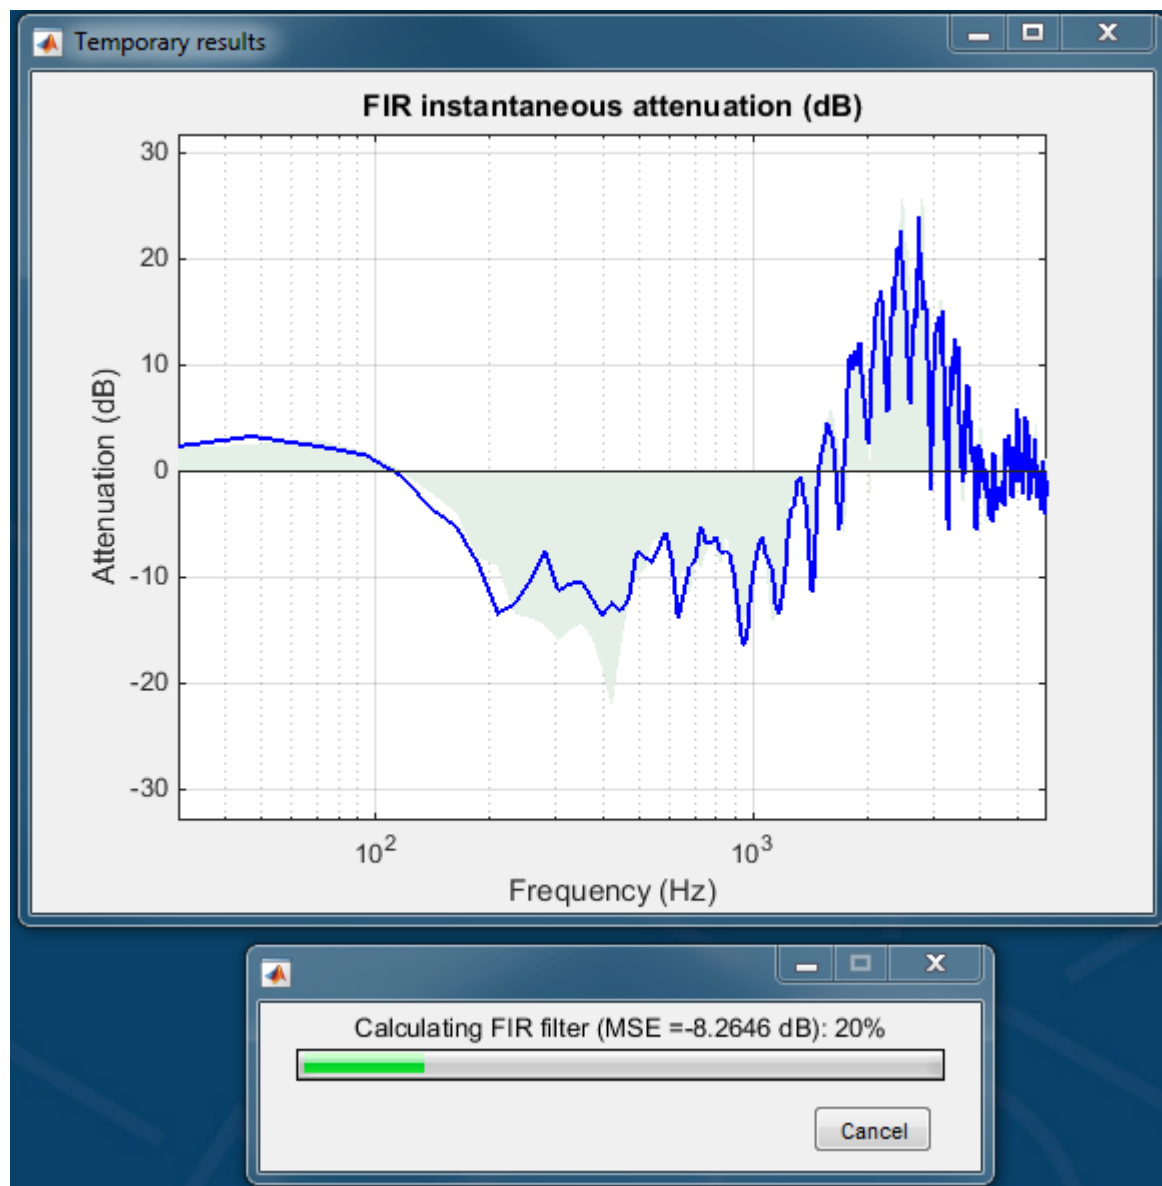 Temporary results
FIR instantaneous attenuation (dB)
30
20
10
0
-10
-20
-30
Attenuation (dB)
10^2
10^3
Frequency (Hz)
Calculating FIR filter (MSE =-8.2646 dB): 20%
Cancel